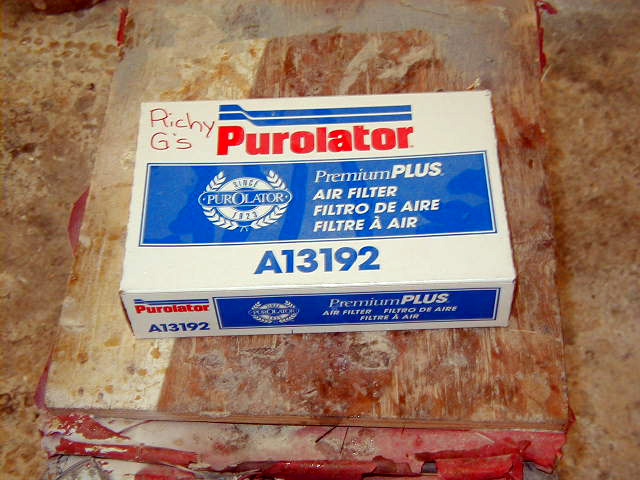 Richy
G's
Purolator
PremiumPLUS
SINCE
PUROLATOR
1923
AIR FILTER
FILTRO DE AIRE
FILTRE À AIR
A13192
Purolator
A13192
PUROLATOR
PremiumPLUS
AIR FILTER FILTRO DE AIRE
FILTRE À AIR